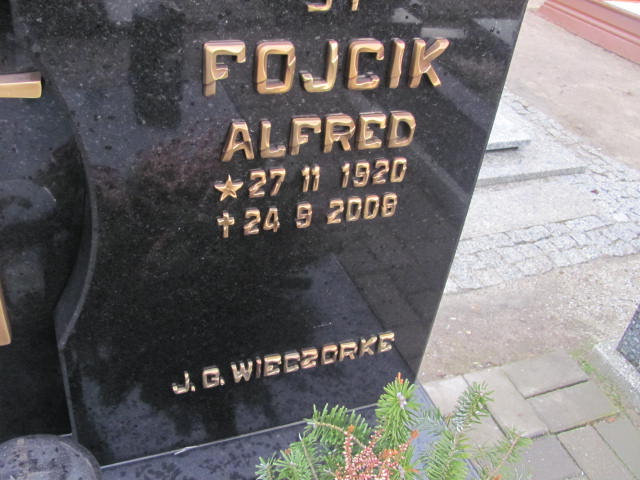 FOJCIK
ALFRED
★ 27 11 1920
✝ 24 9 2008
J. G. WIECZORKE